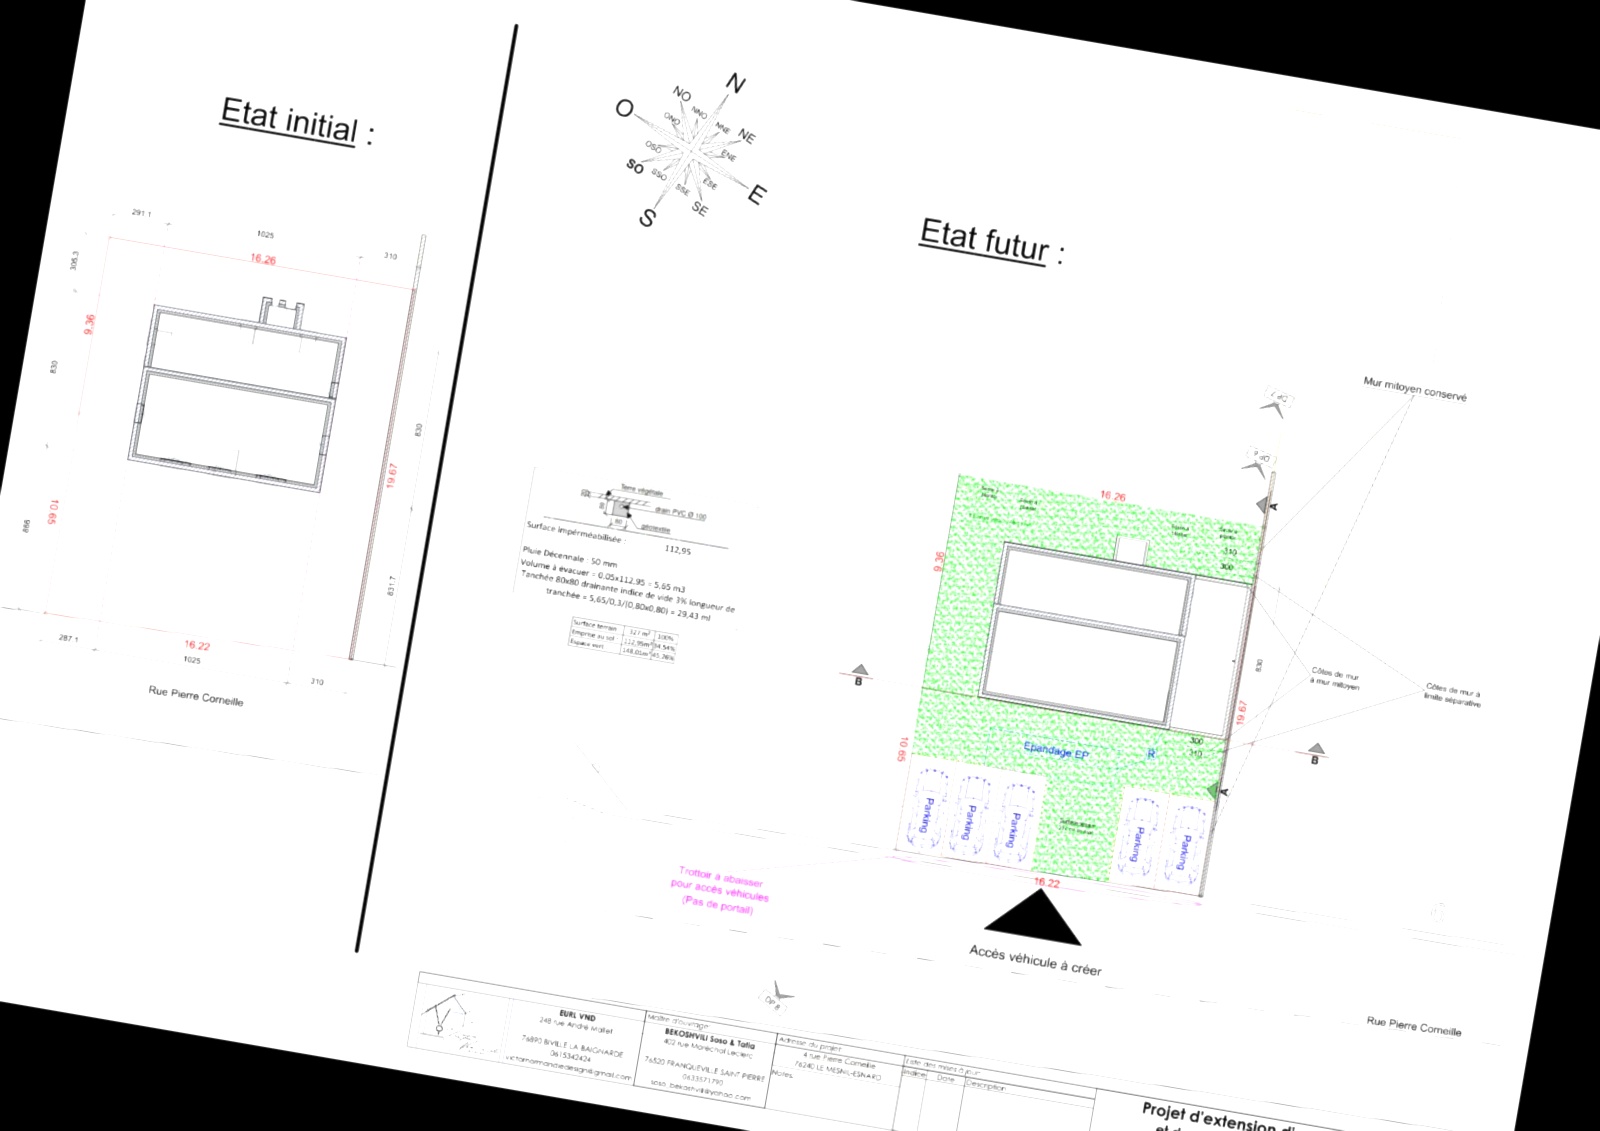 Etat initial :
291.1
1025
310
16.26
306.3
9.36
830
10.65
866
830
19.67
831.7
287.1
16.22
1025
310
Rue Pierre Corneille
N
NO
NNO
NNE
NE
O
ONO
ENE
OSO
SO
SSO
SSE
ESE
E
SE
S
Etat futur :
Mur mitoyen conservé
DP 7
A
16.26
310
300
9.36
Terre végétale
drain PVC Ø 100
géotextile
80
80
Surface Imperméabilisée :
112,95
Pluie Décennale : 50 mm
Volume à évacuer = 0,05x112,95 = 5,65 m3
Tanchée 80x80 drainante indice de vide 3% longueur de
tranchée = 5,65/0,3/(0,80x0,80) = 29,43 ml
Surface terrain
327 m²
100%
Emprise au sol
112,95m²
34,54%
Espace vert
148,01m²
45,26%
B
830
Côtes de mur
à mur mitoyen
Côtes de mur à
limite séparative
19.67
B
300
310
10.65
Epandage EP
R
A
Parking
Parking
Parking
Parking
Parking
Trottoir à abaisser
pour accès véhicules
(Pas de portail)
16.22
Accès véhicule à créer
DP 8
Rue Pierre Corneille
EURL VND
248 rue André Mallet
76890 BIVILLE LA BAIGNARDE
0615342424
victornormandiedesign@gmail.com
Maître d'ouvrage
BEKOSHVILI Soso & Tatia
402 rue Maréchal Leclerc
76520 FRANQUEVILLE SAINT PIERRE
0633571790
soso_bekoshvili@yahoo.com
Adresse du projet
4 rue Pierre Corneille
76240 LE MESNIL-ESNARD
Notes
Liste des mises à jour
Indice
Date
Description
Projet d'extension d'